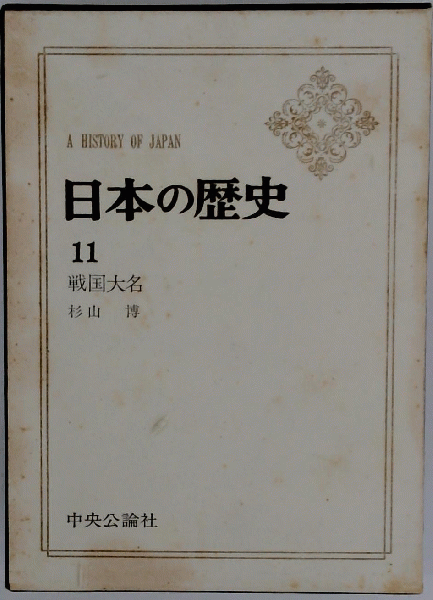 A HISTORY OF JAPAN
日本の歴史
11
戦国大名
杉山 博
中央公論社